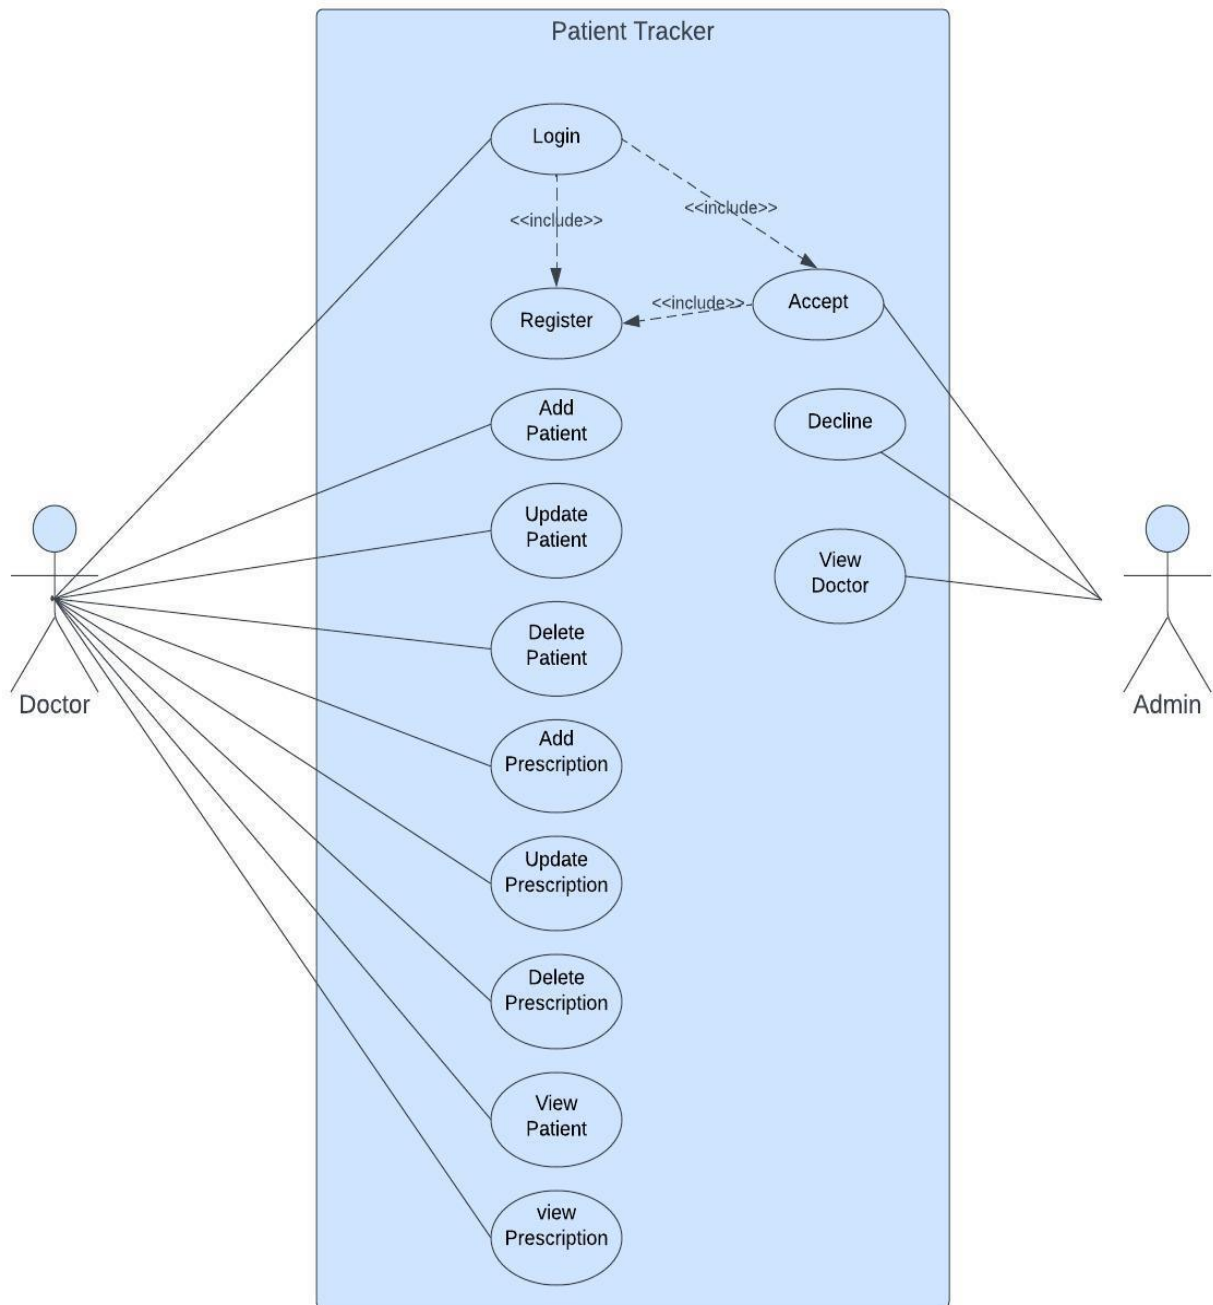 Patient Tracker
Login
<<include>>
<<include>>
Register
<<include>>
Accept
Add
Patient
Decline
Update
Patient
View
Doctor
Delete
Patient
Doctor
Admin
Add
Prescription
Update
Prescription
Delete
Prescription
View
Patient
view
Prescription